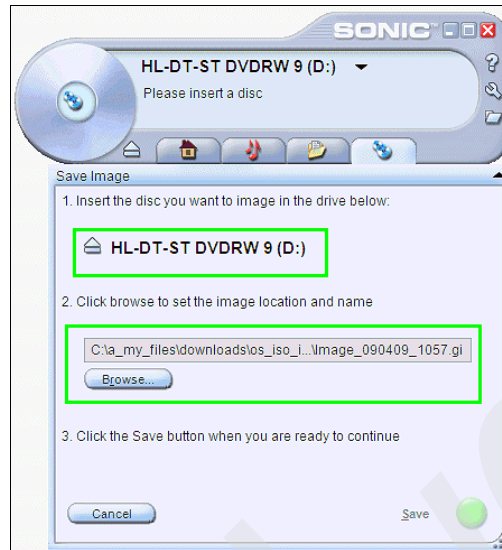 SONIC
HL-DT-ST DVDRW 9 (D:)
Please insert a disc
Save Image
1. Insert the disc you want to image in the drive below:
HL-DT-ST DVDRW 9 (D:)
2. Click browse to set the image location and name
C:\a_my_files\downloads\os_iso_i...\Image_090409_1057.gi
Browse...
3. Click the Save button when you are ready to continue
Cancel
Save